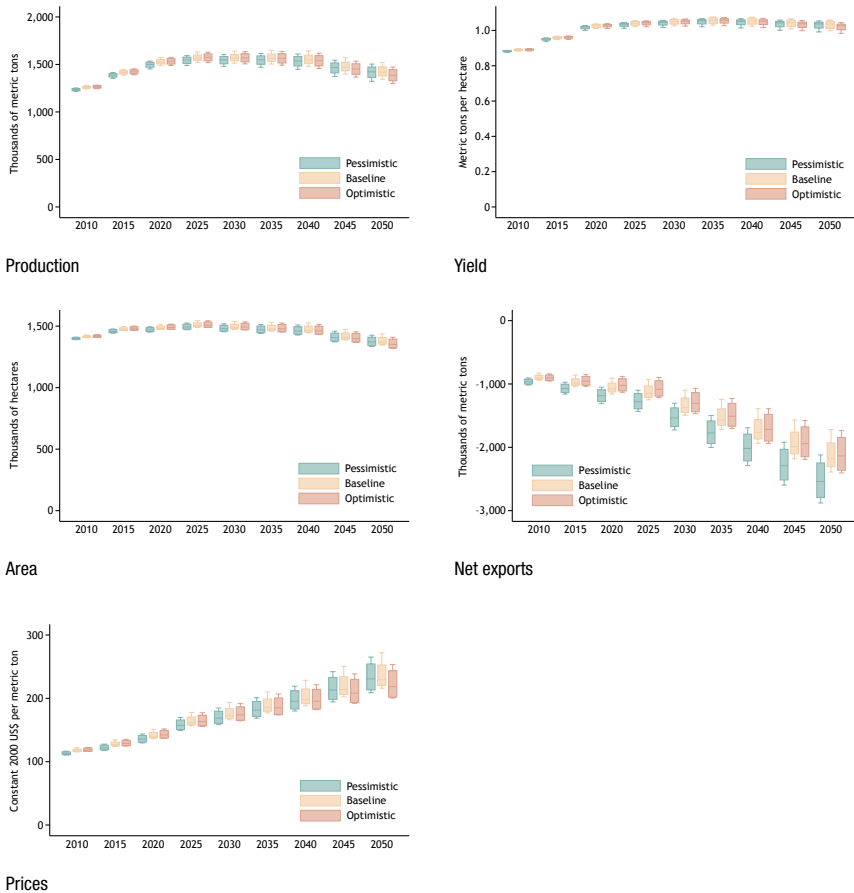 2,000
1,500
1,000
500
0
Thousands of metric tons
Pessimistic
Baseline
Optimistic
2010 2015 2020 2025 2030 2035 2040 2045 2050
Production
1.0
0.8
0.6
0.4
0.2
0
Metric tons per hectare
Pessimistic
Baseline
Optimistic
2010 2015 2020 2025 2030 2035 2040 2045 2050
Yield
1,500
1,000
500
0
Thousands of hectares
Pessimistic
Baseline
Optimistic
2010 2015 2020 2025 2030 2035 2040 2045 2050
Area
0
-1,000
-2,000
-3,000
Thousands of metric tons
Pessimistic
Baseline
Optimistic
2010 2015 2020 2025 2030 2035 2040 2045 2050
Net exports
300
200
100
0
Constant 2000 US$ per metric ton
Pessimistic
Baseline
Optimistic
2010 2015 2020 2025 2030 2035 2040 2045 2050
Prices